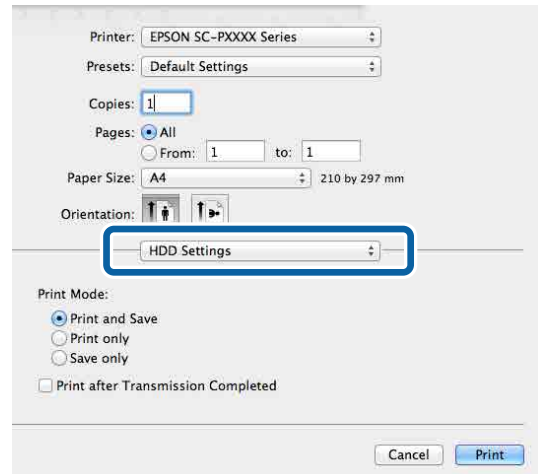 Printer: EPSON SC-PXXXX Series
Presets: Default Settings
Copies: 1
Pages: All
From: 1 to: 1
Paper Size: A4 210 by 297 mm
Orientation:
HDD Settings
Print Mode:
Print and Save
Print only
Save only
Print after Transmission Completed
Cancel Print